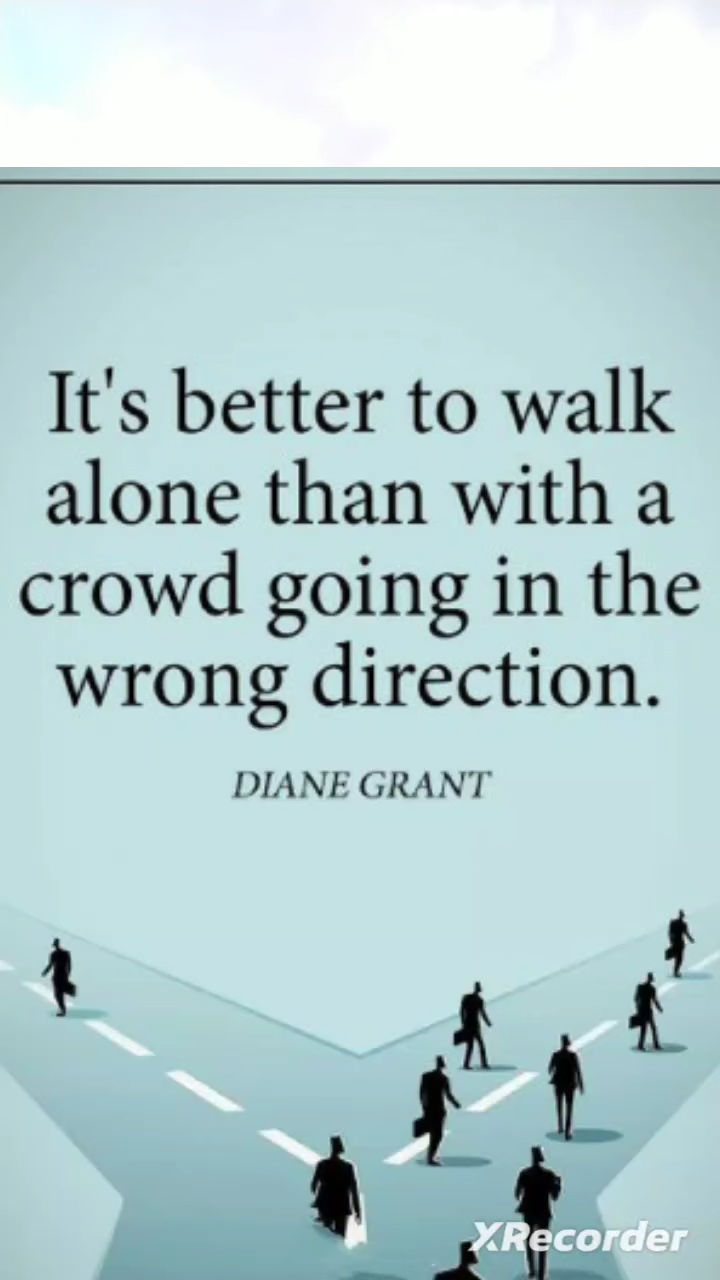 It's better to walk
alone than with a
crowd going in the
wrong direction.
DIANE GRANT
XRecorder